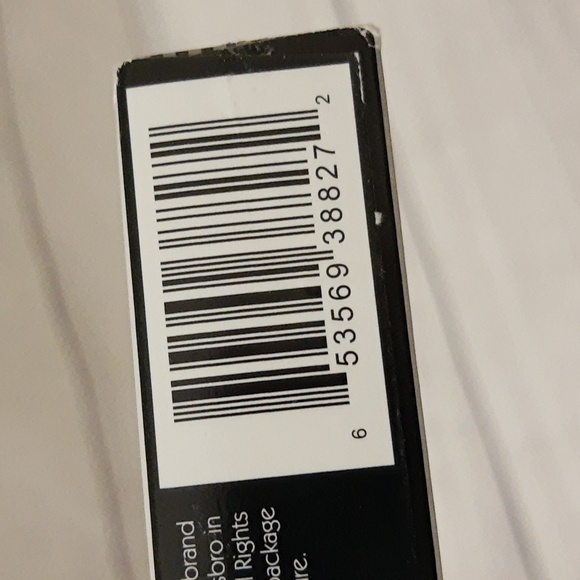 6 53569 38827 2
brand
sbro in
Rights
package
re.